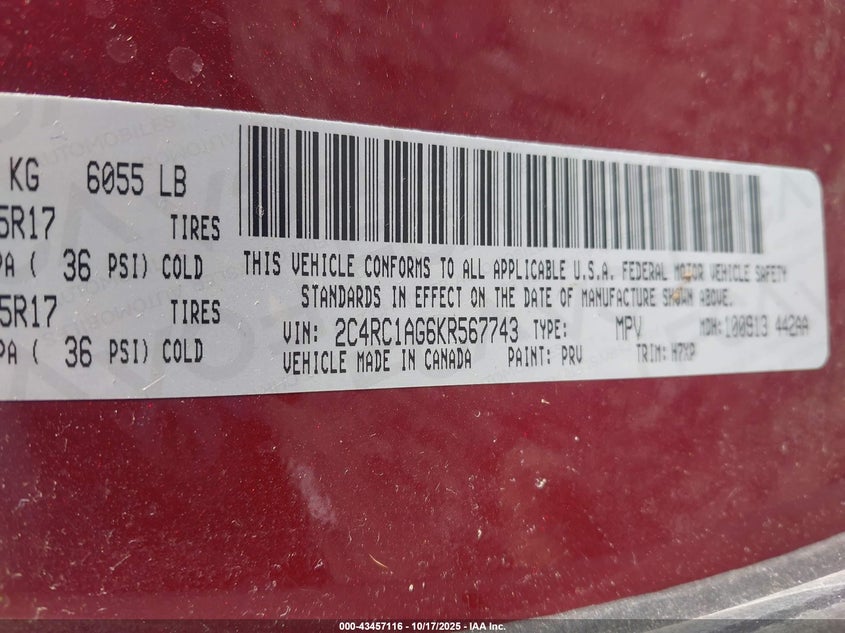 KG 6055 LB
5R17 TIRES
PA ( 36 PSI) COLD
5R17 TIRES
PA ( 36 PSI) COLD
THIS VEHICLE CONFORMS TO ALL APPLICABLE U.S.A. FEDERAL MOTOR VEHICLE SAFETY
STANDARDS IN EFFECT ON THE DATE OF MANUFACTURE SHOWN ABOVE.
VIN: 2C4RC1AG6KR567743 TYPE: MPV MDH: 100913 442AA
VEHICLE MADE IN CANADA PAINT: PRV TRIM: H7XP
000-43457116 - 10/17/2025 - IAA Inc.